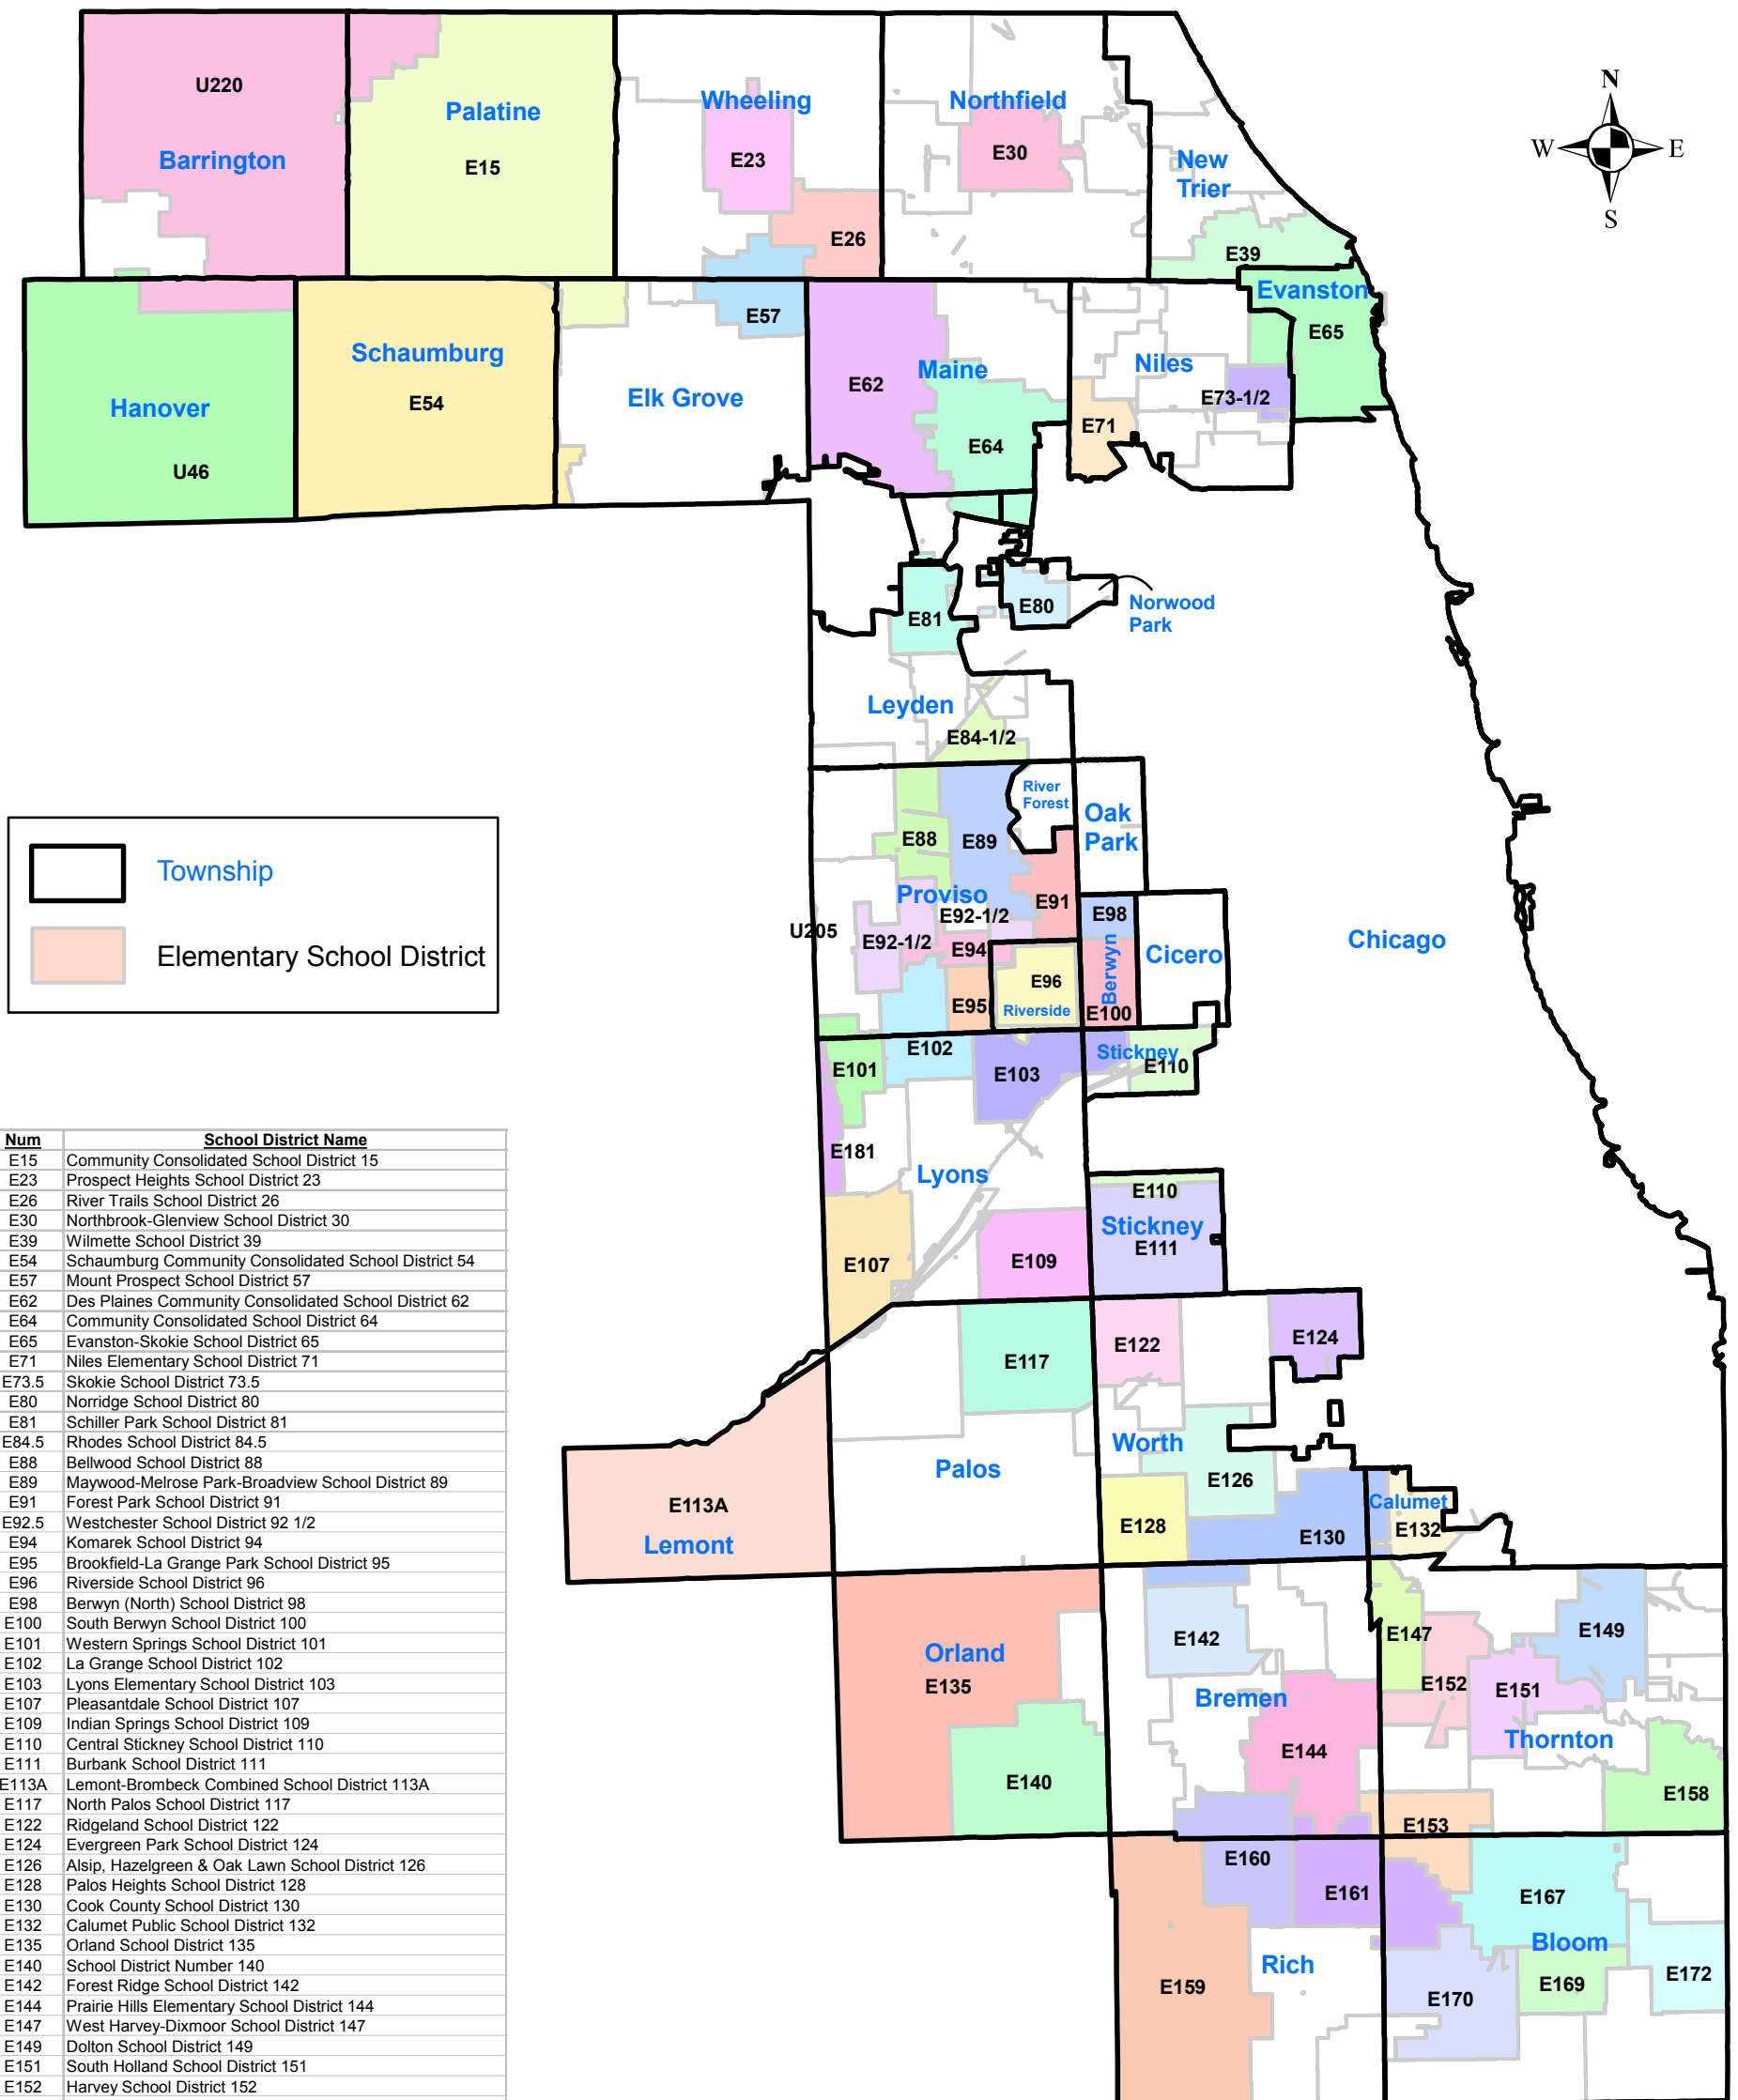 N
W
E
S
U220
Barrington
Palatine
E15
Wheeling
E23
E26
Northfield
E30
New
Trier
E39
Evanston
E65
Hanover
U46
Schaumburg
E54
E57
Elk Grove
E62
Maine
E64
Niles
E73-1/2
E71
E81
E80
Norwood
Park
Leyden
E84-1/2
River
Forest
Oak
Park
E88
E89
Proviso
E91
E92-1/2
U205
E92-1/2
E94
E98
Berwyn
Cicero
Chicago
E96
Riverside
E95
E100
E102
E101
E103
Stickney
E110
E181
Lyons
E110
Stickney
E111
E107
E109
E117
E122
E124
Worth
Palos
E126
E113A
Lemont
E128
E130
Calumet
E132
Orland
E135
E142
E147
E149
E152
E151
Bremen
E144
Thornton
E140
E158
E153
E160
E161
E167
Bloom
Rich
E159
E170
E169
E172
Township
Elementary School District
Num School District Name
E15 Community Consolidated School District 15
E23 Prospect Heights School District 23
E26 River Trails School District 26
E30 Northbrook-Glenview School District 30
E39 Wilmette School District 39
E54 Schaumburg Community Consolidated School District 54
E57 Mount Prospect School District 57
E62 Des Plaines Community Consolidated School District 62
E64 Community Consolidated School District 64
E65 Evanston-Skokie School District 65
E71 Niles Elementary School District 71
E73.5 Skokie School District 73.5
E80 Norridge School District 80
E81 Schiller Park School District 81
E84.5 Rhodes School District 84.5
E88 Bellwood School District 88
E89 Maywood-Melrose Park-Broadview School District 89
E91 Forest Park School District 91
E92.5 Westchester School District 92 1/2
E94 Komarek School District 94
E95 Brookfield-La Grange Park School District 95
E96 Riverside School District 96
E98 Berwyn (North) School District 98
E100 South Berwyn School District 100
E101 Western Springs School District 101
E102 La Grange School District 102
E103 Lyons Elementary School District 103
E107 Pleasantdale School District 107
E109 Indian Springs School District 109
E110 Central Stickney School District 110
E111 Burbank School District 111
E113A Lemont-Brombeck Combined School District 113A
E117 North Palos School District 117
E122 Ridgeland School District 122
E124 Evergreen Park School District 124
E126 Alsip, Hazelgreen & Oak Lawn School District 126
E128 Palos Heights School District 128
E130 Cook County School District 130
E132 Calumet Public School District 132
E135 Orland School District 135
E140 School District Number 140
E142 Forest Ridge School District 142
E144 Prairie Hills Elementary School District 144
E147 West Harvey-Dixmoor School District 147
E149 Dolton School District 149
E151 South Holland School District 151
E152 Harvey School District 152